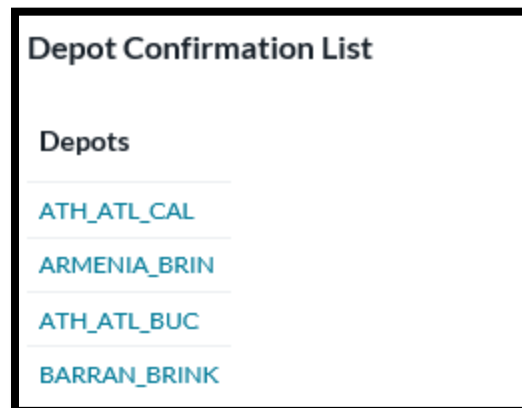 Depot Confirmation List
Depots
ATH_ATL_CAL
ARMENIA_BRIN
ATH_ATL_BUC
BARRAN_BRINK